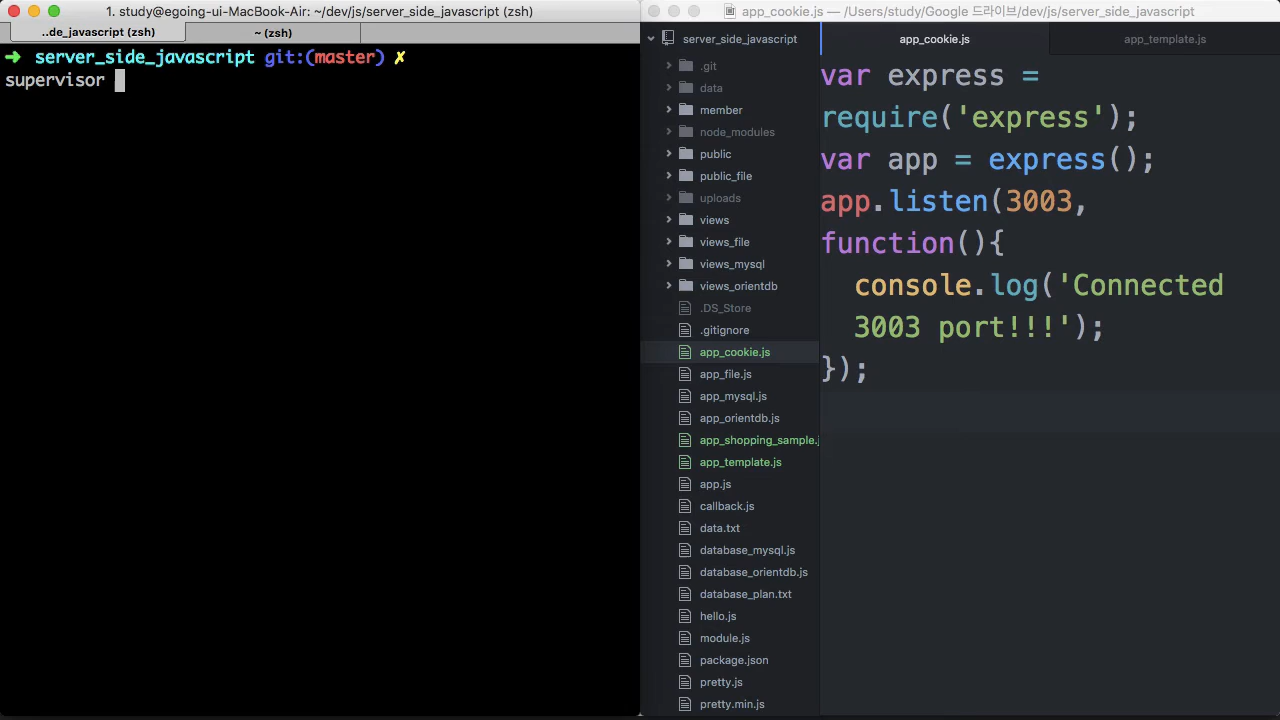 1. study@egoing-ui-MacBook-Air: ~/dev/js/server_side_javascript (zsh)
..de_javascript (zsh)
~ (zsh)
➜ server_side_javascript git:(master) ✗
supervisor
app_cookie.js — /Users/study/Google 드라이브/dev/js/server_side_javascript
server_side_javascript
.git
data
member
node_modules
public
public_file
uploads
views
views_file
views_mysql
views_orientdb
.DS_Store
.gitignore
app_cookie.js
app_file.js
app_mysql.js
app_orientdb.js
app_shopping_sample.j
app_template.js
app.js
callback.js
data.txt
database_mysql.js
database_orientdb.js
database_plan.txt
hello.js
module.js
package.json
pretty.js
pretty.min.js
app_cookie.js
app_template.js
var express =
require('express');
var app = express();
app.listen(3003,
function(){
console.log('Connected
3003 port!!!');
});